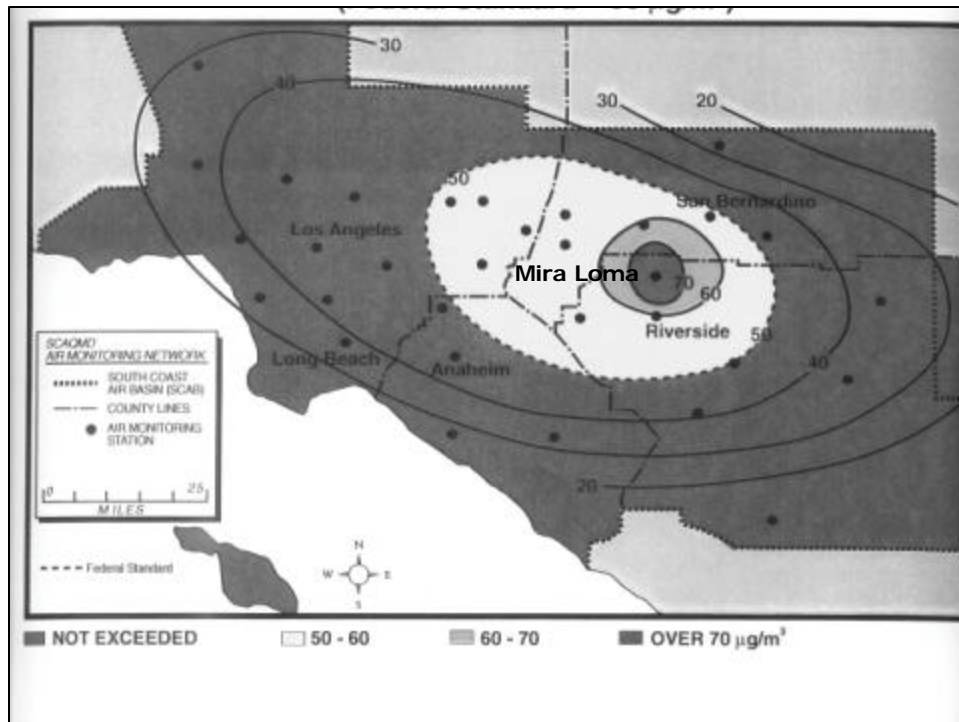 30
40
30
20
50
San Bernardino
Los Angeles
Mira Loma
70
60
Riverside
50
Long Beach
Anaheim
40
20
SCAQMD
AIR MONITORING NETWORK
SOUTH COAST
AIR BASIN (SCAB)
COUNTY LINES
AIR MONITORING
STATION
0 25
MILES
Federal Standard
N
W E
S
NOT EXCEEDED
50 - 60
60 - 70
OVER 70 µg/m³